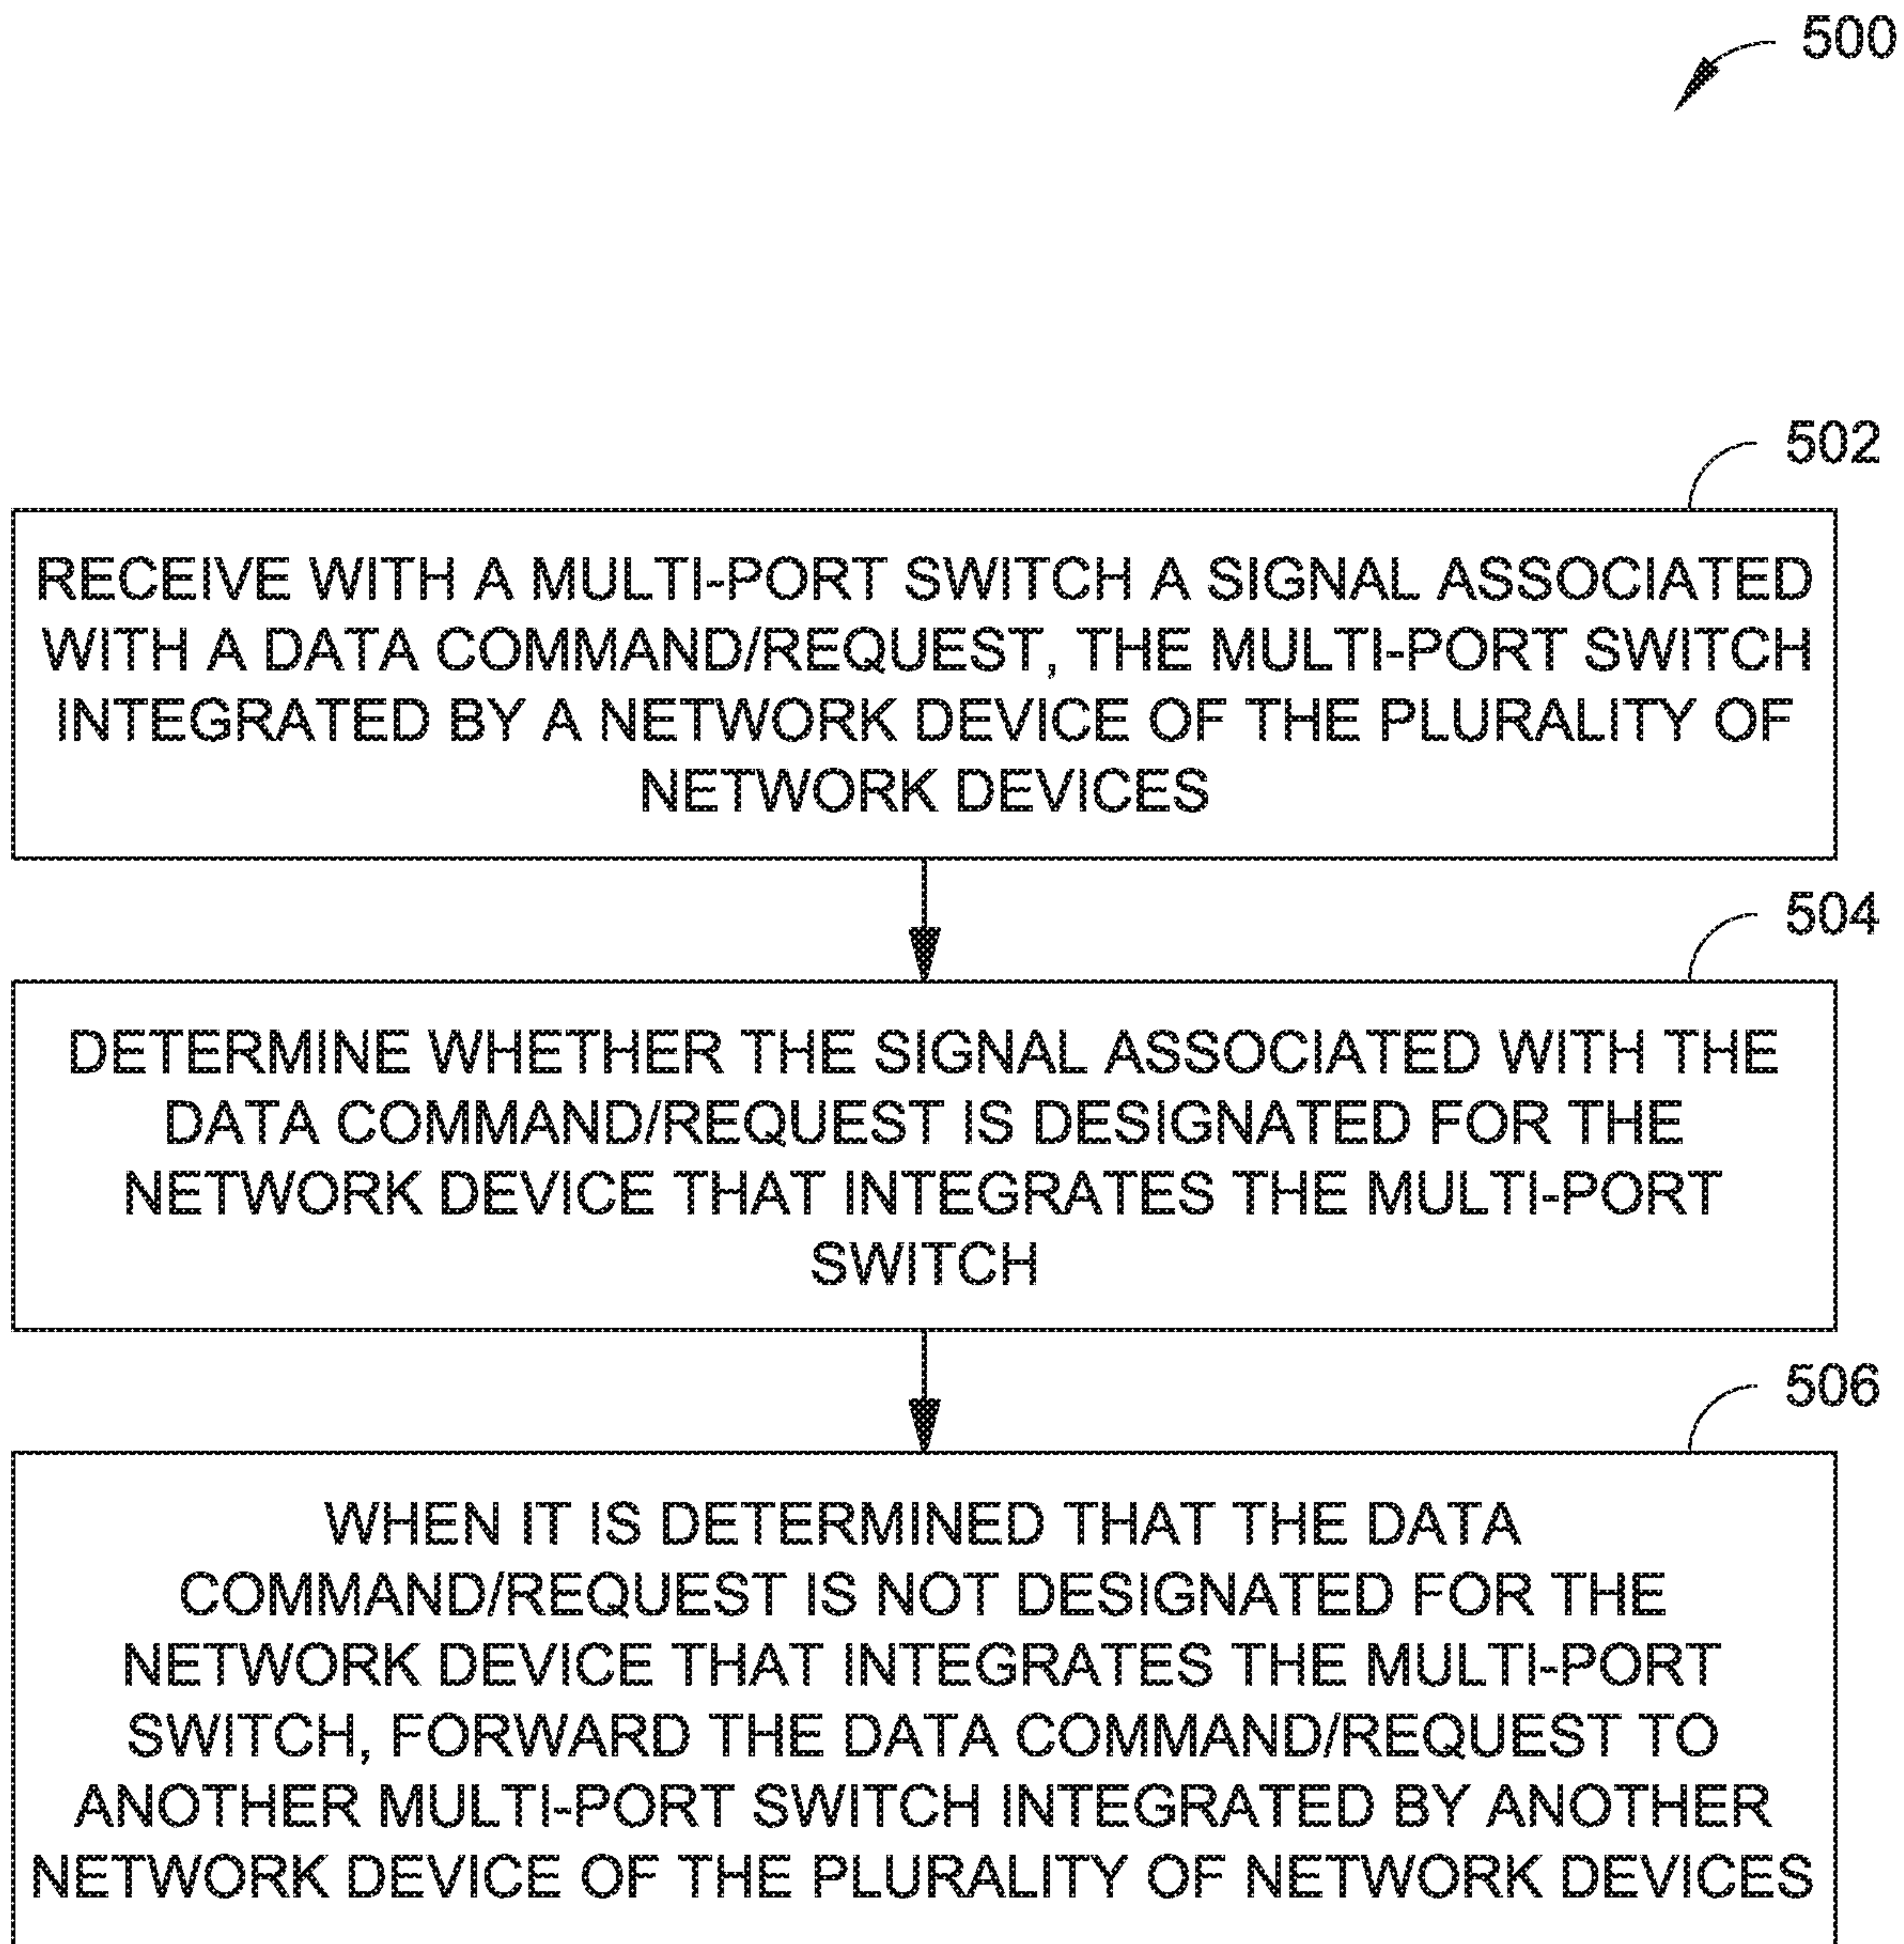 500
502
RECEIVE WITH A MULTI-PORT SWITCH A SIGNAL ASSOCIATED
WITH A DATA COMMAND/REQUEST, THE MULTI-PORT SWITCH
INTEGRATED BY A NETWORK DEVICE OF THE PLURALITY OF
NETWORK DEVICES
504
DETERMINE WHETHER THE SIGNAL ASSOCIATED WITH THE
DATA COMMAND/REQUEST IS DESIGNATED FOR THE
NETWORK DEVICE THAT INTEGRATES THE MULTI-PORT
SWITCH
506
WHEN IT IS DETERMINED THAT THE DATA
COMMAND/REQUEST IS NOT DESIGNATED FOR THE
NETWORK DEVICE THAT INTEGRATES THE MULTI-PORT
SWITCH, FORWARD THE DATA COMMAND/REQUEST TO
ANOTHER MULTI-PORT SWITCH INTEGRATED BY ANOTHER
NETWORK DEVICE OF THE PLURALITY OF NETWORK DEVICES